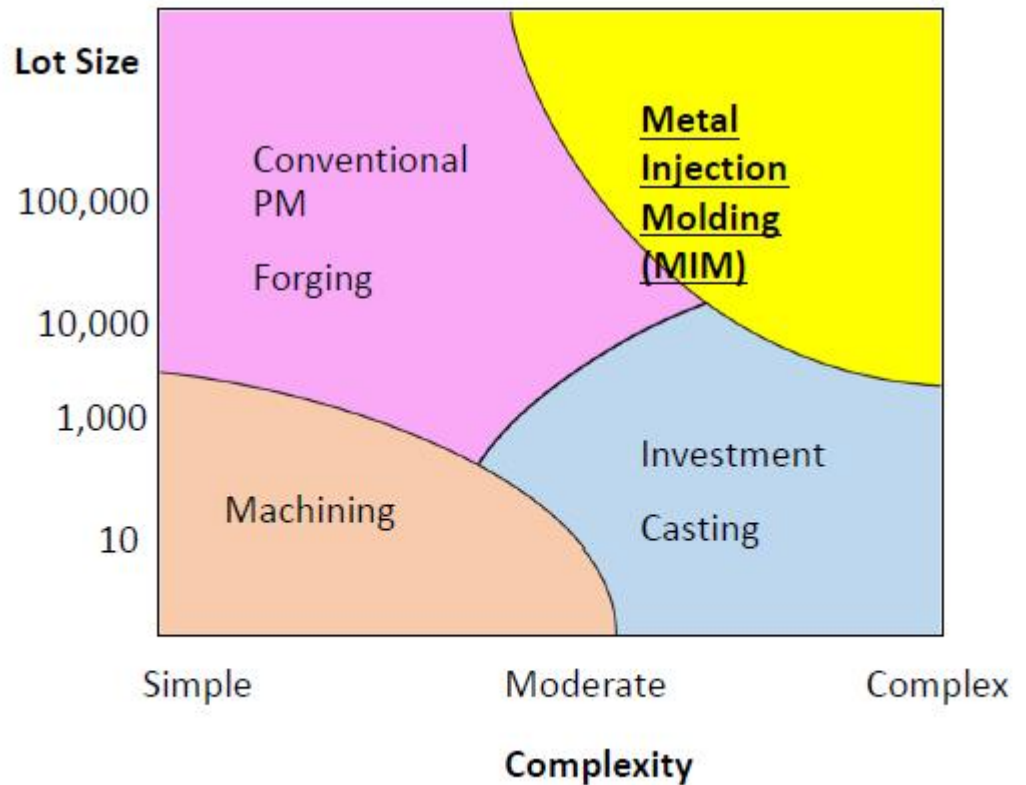 Lot Size
100,000
10,000
1,000
10
Conventional
PM
Forging
Metal
Injection
Molding
(MIM)
Machining
Investment
Casting
Simple
Moderate
Complex
Complexity